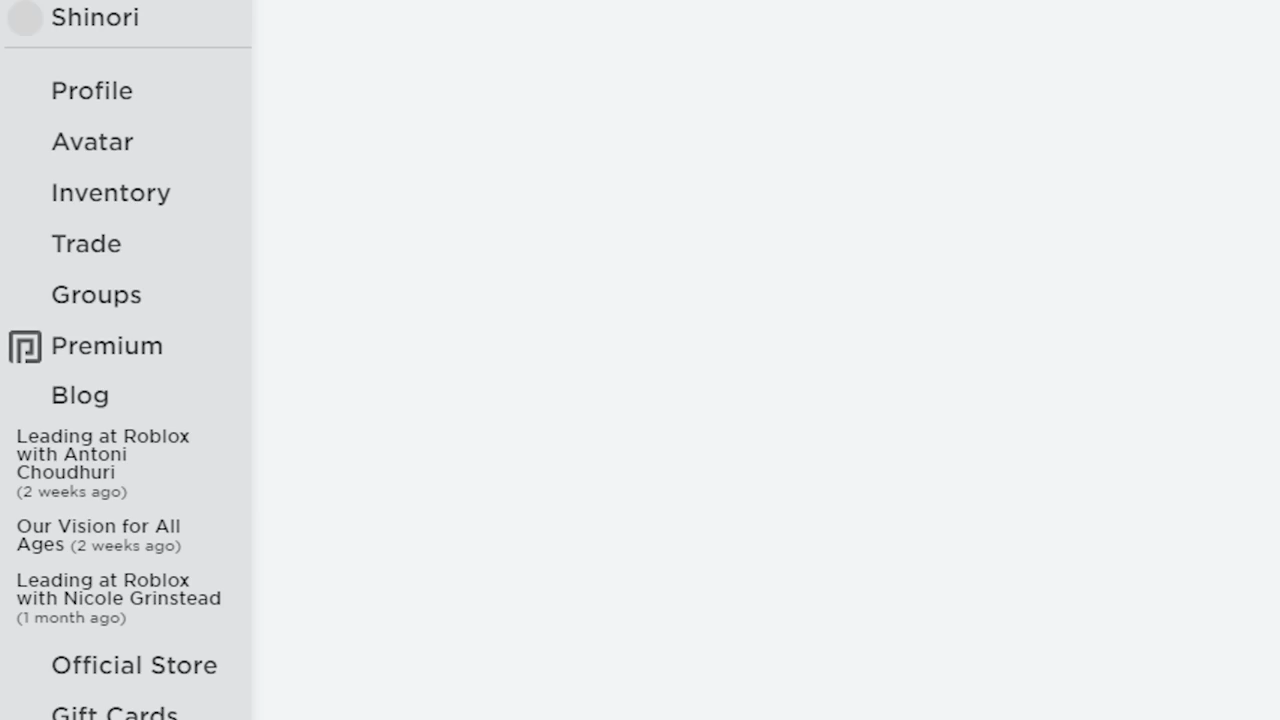 Shinori
Profile
Avatar
Inventory
Trade
Groups
Premium
Blog
Leading at Roblox
with Antoni
Choudhuri
(2 weeks ago)
Our Vision for All
Ages (2 weeks ago)
Leading at Roblox
with Nicole Grinstead
(1 month ago)
Official Store
Gift Cards